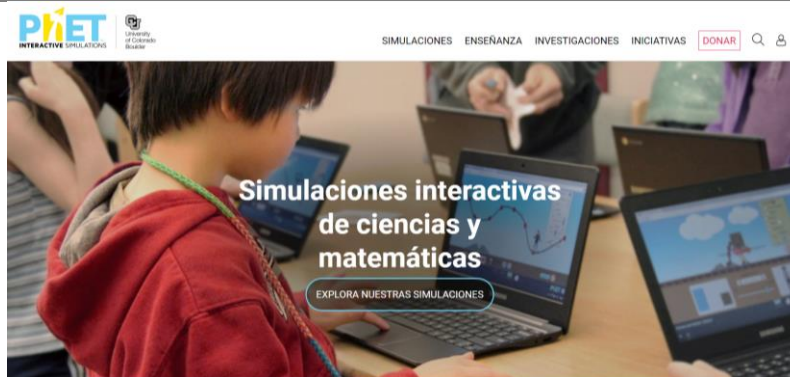 PhET
INTERACTIVE SIMULATIONS
University
of Colorado
Boulder
SIMULACIONES ENSEÑANZA INVESTIGACIONES INICIATIVAS DONAR
Simulaciones interactivas
de ciencias y
matemáticas
EXPLORA NUESTRAS SIMULACIONES